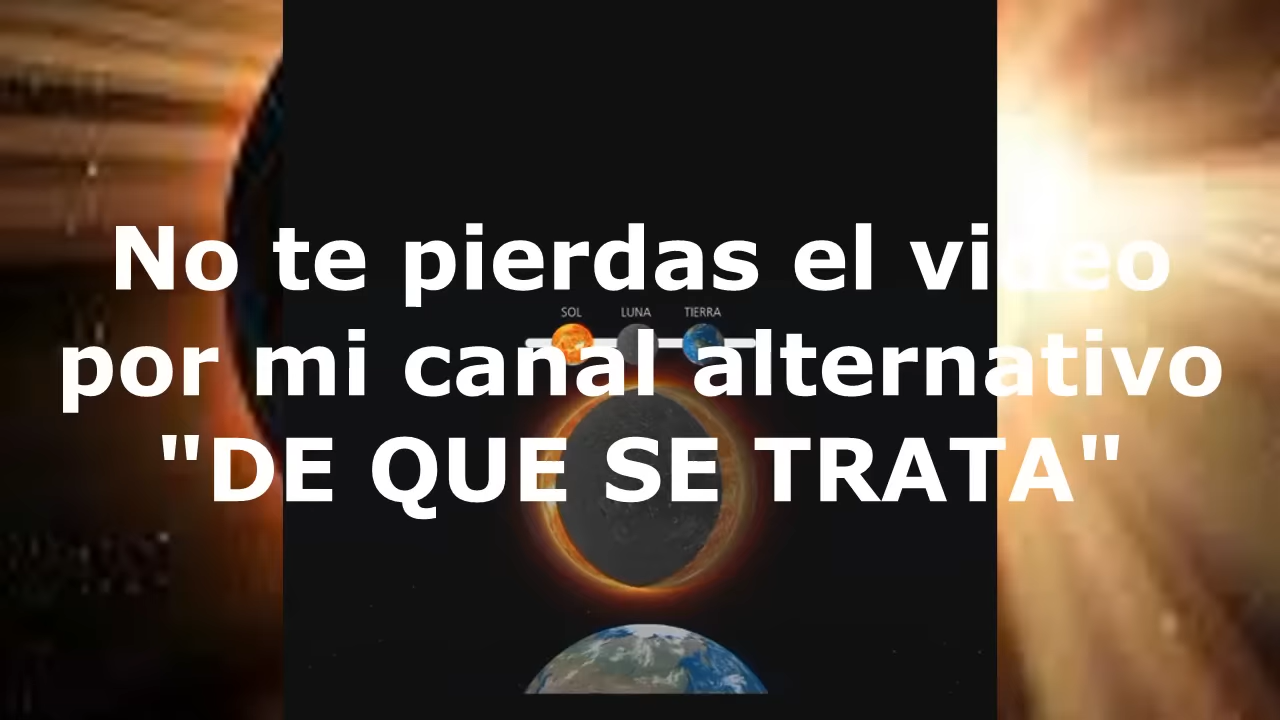 No te pierdas el video
SOL LUNA TIERRA
por mi canal alternativo
"DE QUE SE TRATA"